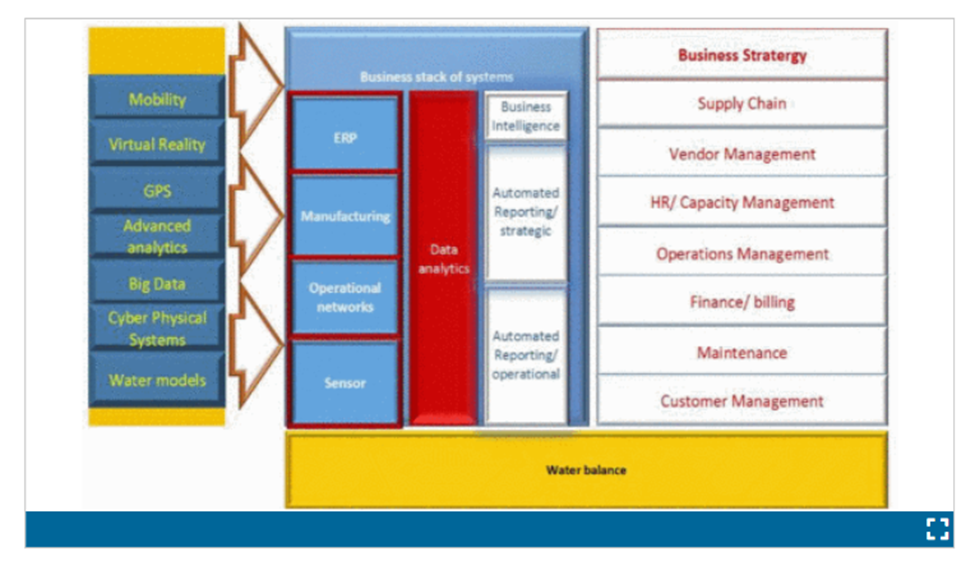 Mobility
Virtual Reality
GPS
Advanced
analytics
Big Data
Cyber Physical
Systems
Water models
Business stack of systems
ERP
Manufacturing
Operational
networks
Sensor
Data
analytics
Business
Intelligence
Automated
Reporting/
strategic
Automated
Reporting/
operational
Business Stratergy
Supply Chain
Vendor Management
HR/ Capacity Management
Operations Management
Finance/ billing
Maintenance
Customer Management
Water balance